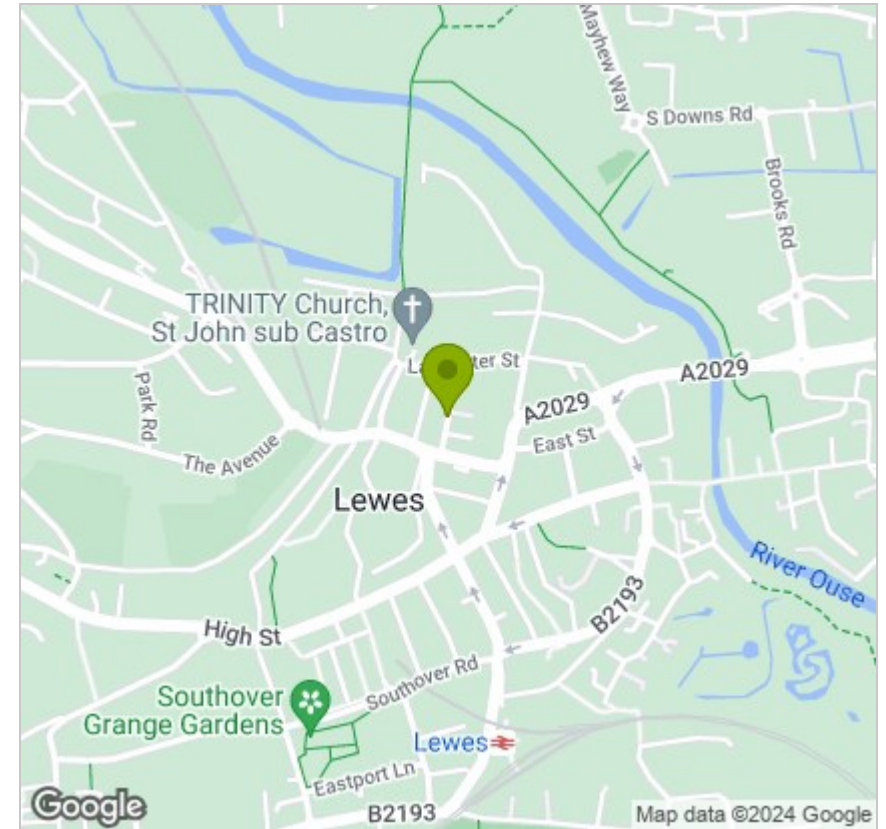 Mayhew Way
S Downs Rd
Brooks Rd
TRINITY Church,
St John sub Castro
ter St
A2029
A2029
Park Rd
The Avenue
East St
Lewes
River Ouse
B2193
High St
Southover Rd
Southover
Grange Gardens
Lewes
Eastport Ln
B2193
Google
Map data ©2024 Google